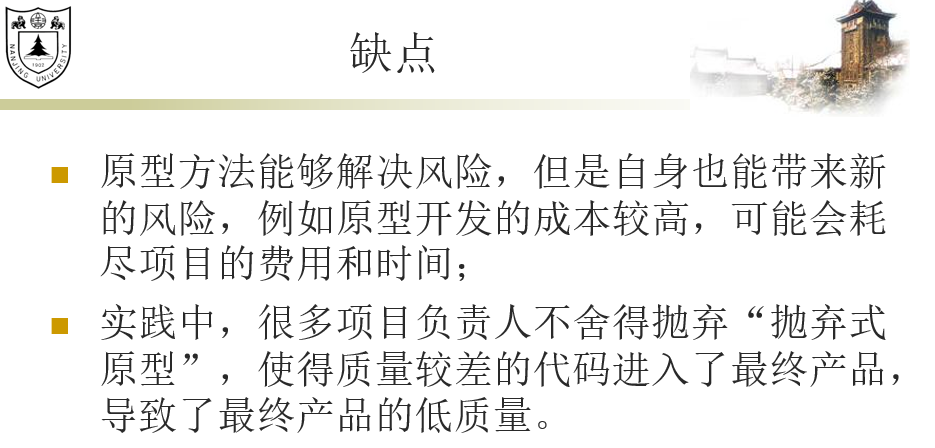 NANJING UNIVERSITY
1902
缺点
原型方法能够解决风险，但是自身也能带来新
的风险，例如原型开发的成本较高，可能会耗
尽项目的费用和时间；
实践中，很多项目负责人不舍得抛弃“抛弃式
原型”，使得质量较差的代码进入了最终产品，
导致了最终产品的低质量。